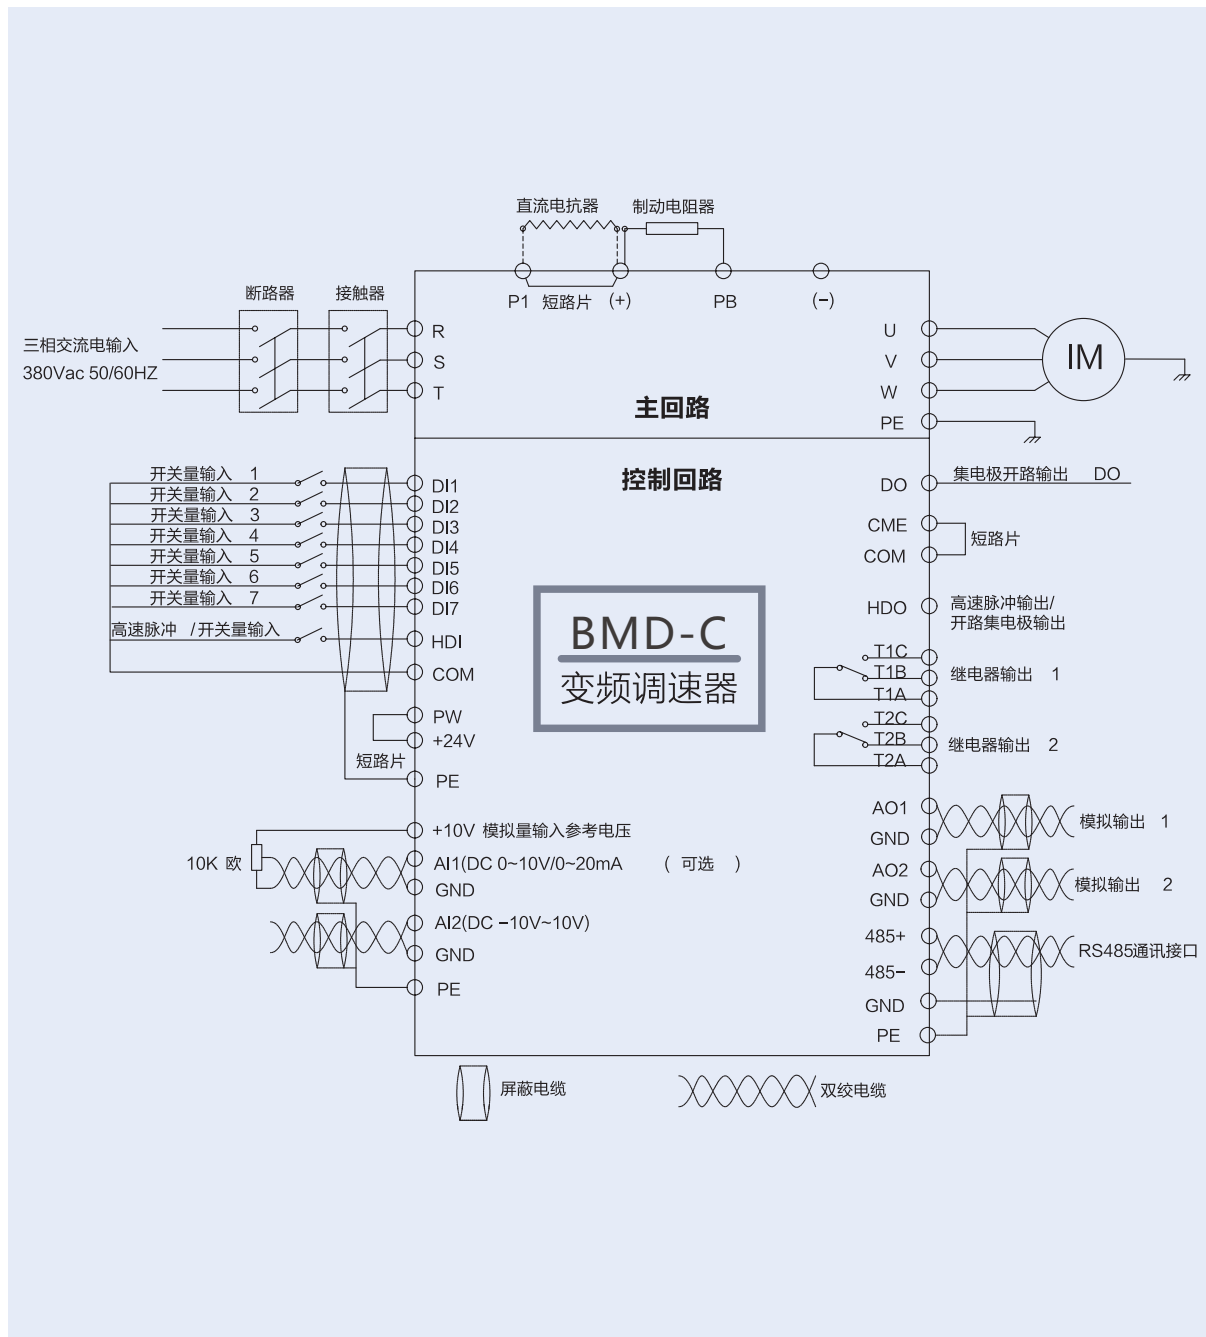 直流电抗器 制动电阻器
P1 短路片 (+) PB (-)
断路器 接触器
三相交流电输入
380Vac 50/60HZ
R
S
T
U
V
W
PE
IM
主回路
控制回路
开关量输入 1 DI1
开关量输入 2 DI2
开关量输入 3 DI3
开关量输入 4 DI4
开关量输入 5 DI5
开关量输入 6 DI6
开关量输入 7 DI7
高速脉冲 /开关量输入 HDI
COM
PW
+24V
短路片
PE
+10V 模拟量输入参考电压
10K 欧
AI1(DC 0~10V/0~20mA ( 可选 )
GND
AI2(DC -10V~10V)
GND
PE
BMD-C
变频调速器
DO 集电极开路输出 DO
CME
COM
短路片
HDO 高速脉冲输出/
开路集电极输出
T1C
T1B
T1A
继电器输出 1
T2C
T2B
T2A
继电器输出 2
AO1
GND
模拟输出 1
AO2
GND
模拟输出 2
485+
485-
RS485通讯接口
GND
PE
屏蔽电缆 双绞电缆